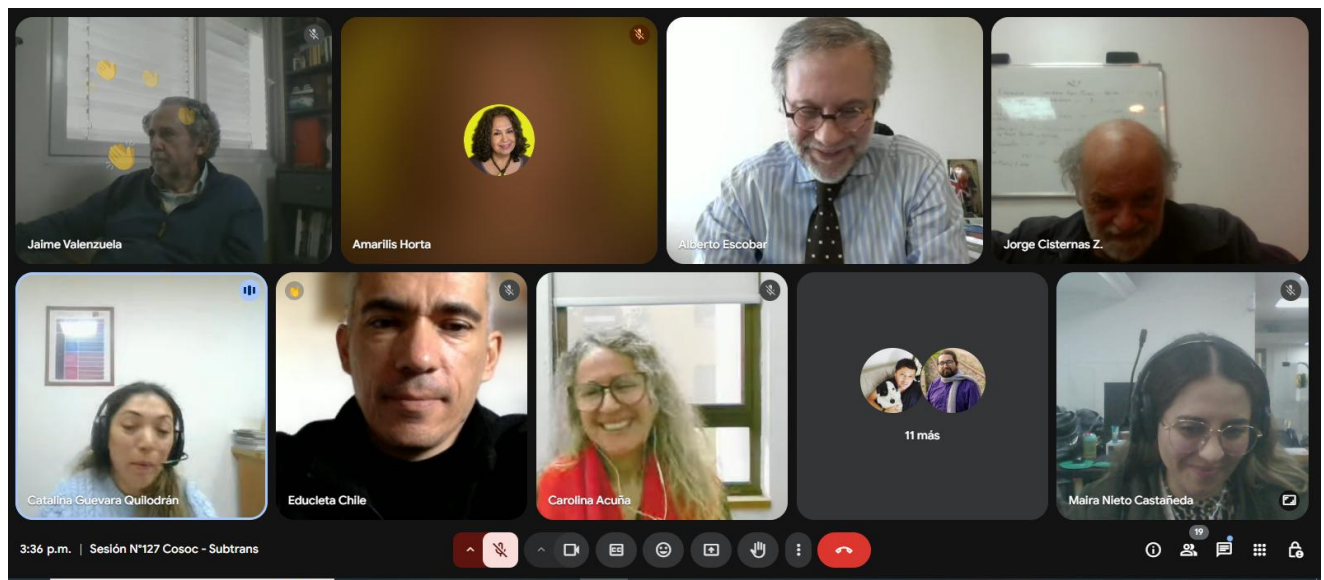 Jaime Valenzuela
Amarilis Horta
Alberto Escobar
Jorge Cisternas Z.
Catalina Guevara Quilodrán
Educleta Chile
Carolina Acuña
11 más
Maira Nieto Castañeda
3:36 p.m. | Sesión N°127 Cosoc - Subtrans
19